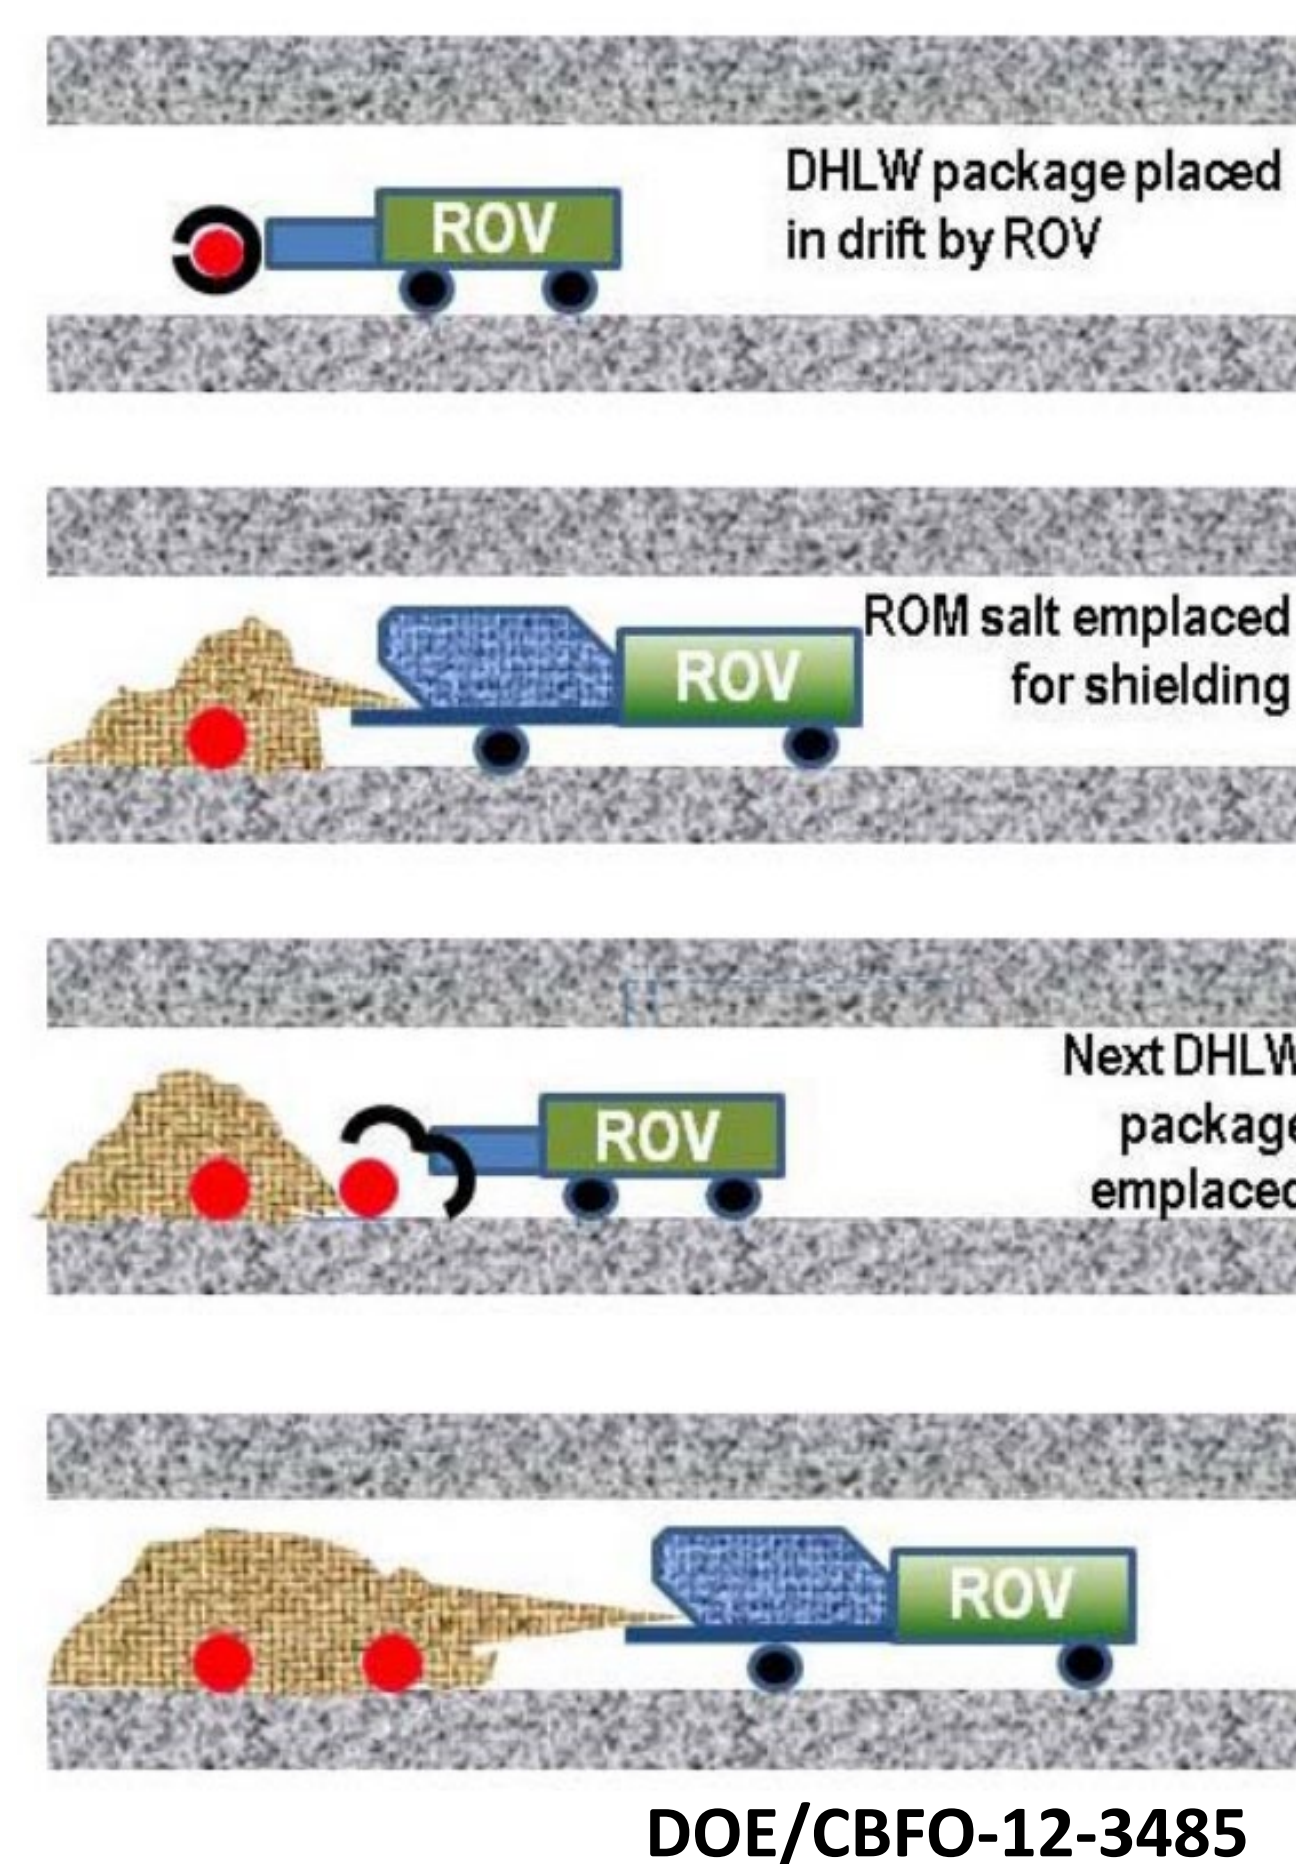 DHLW package placed
in drift by ROV
ROV
ROM salt emplaced
for shielding
ROV
Next DHLW
package
emplaced
ROV
ROV
DOE/CBFO-12-3485